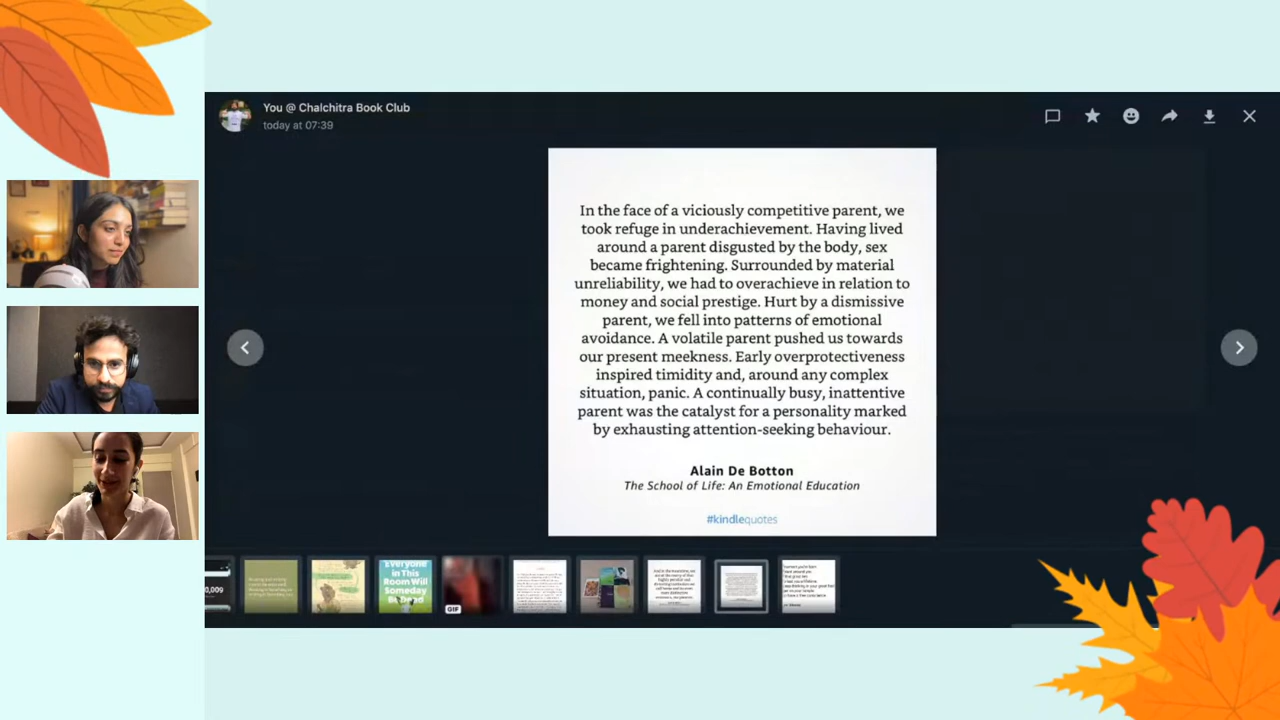 You @ Chalchitra Book Club
today at 07:39
In the face of a viciously competitive parent, we
took refuge in underachievement. Having lived
around a parent disgusted by the body, sex
became frightening. Surrounded by material
unreliability, we had to overachieve in relation to
money and social prestige. Hurt by a dismissive
parent, we fell into patterns of emotional
avoidance. A volatile parent pushed us towards
our present meekness. Early overprotectiveness
inspired timidity and, around any complex
situation, panic. A continually busy, inattentive
parent was the catalyst for a personality marked
by exhausting attention-seeking behaviour.
Alain De Botton
The School of Life: An Emotional Education
#kindlequotes
0,009
Everyone
in This
Room Will
Someday
Be Dead
GIF